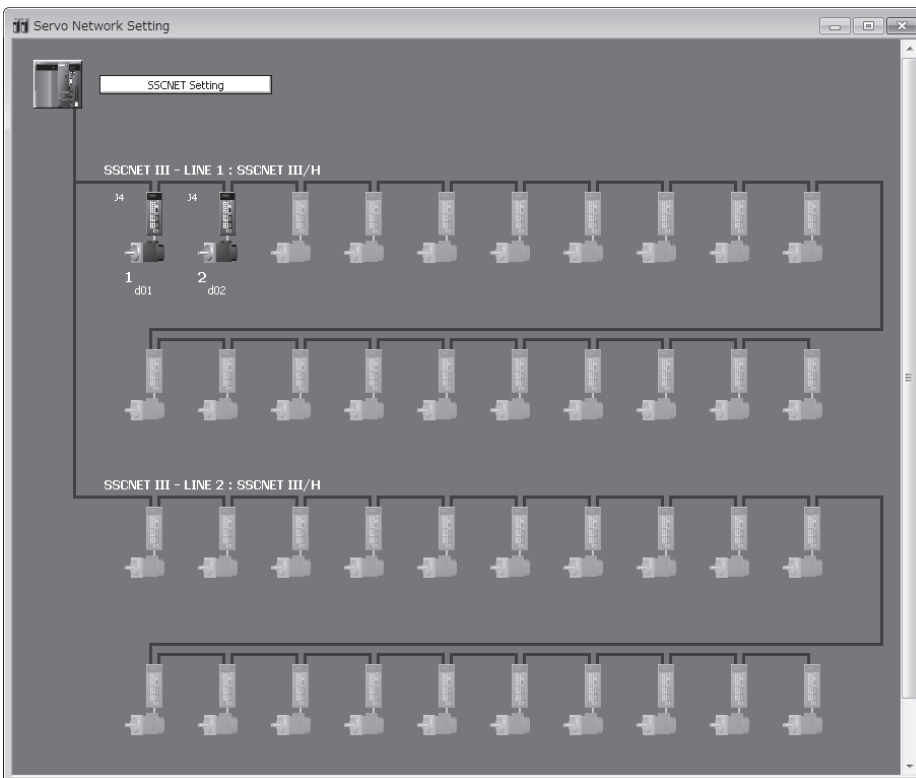 Servo Network Setting
SSCNET Setting
SSCNET III - LINE 1 : SSCNET III/H
J4 J4
1 2
d01 d02
SSCNET III - LINE 2 : SSCNET III/H